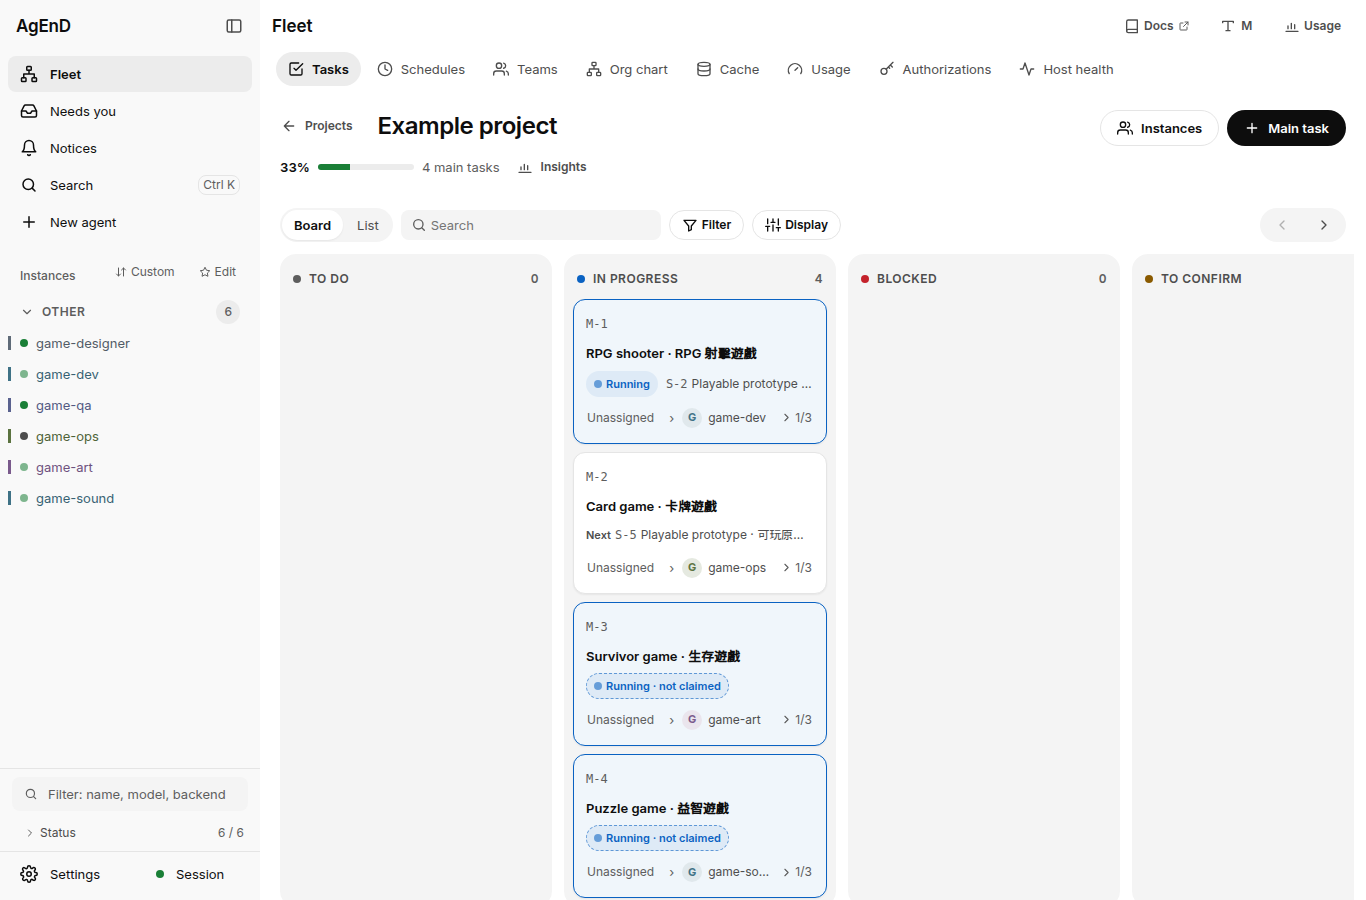 AgEnD
Fleet
Needs you
Notices
Search Ctrl K
New agent
Instances Custom Edit
OTHER 6
game-designer
game-dev
game-qa
game-ops
game-art
game-sound
Filter: name, model, backend
Status 6 / 6
Settings Session
Fleet Docs M Usage
Tasks Schedules Teams Org chart Cache Usage Authorizations Host health
Projects Example project Instances Main task
33% 4 main tasks Insights
Board List Search Filter Display
TO DO 0
IN PROGRESS 4
M-1
RPG shooter · RPG 射擊遊戲
Running S-2 Playable prototype ...
Unassigned › G game-dev 1/3
M-2
Card game · 卡牌遊戲
Next S-5 Playable prototype · 可玩原...
Unassigned › G game-ops 1/3
M-3
Survivor game · 生存遊戲
Running · not claimed
Unassigned › G game-art 1/3
M-4
Puzzle game · 益智遊戲
Running · not claimed
Unassigned › G game-so... 1/3
BLOCKED 0
TO CONFIRM